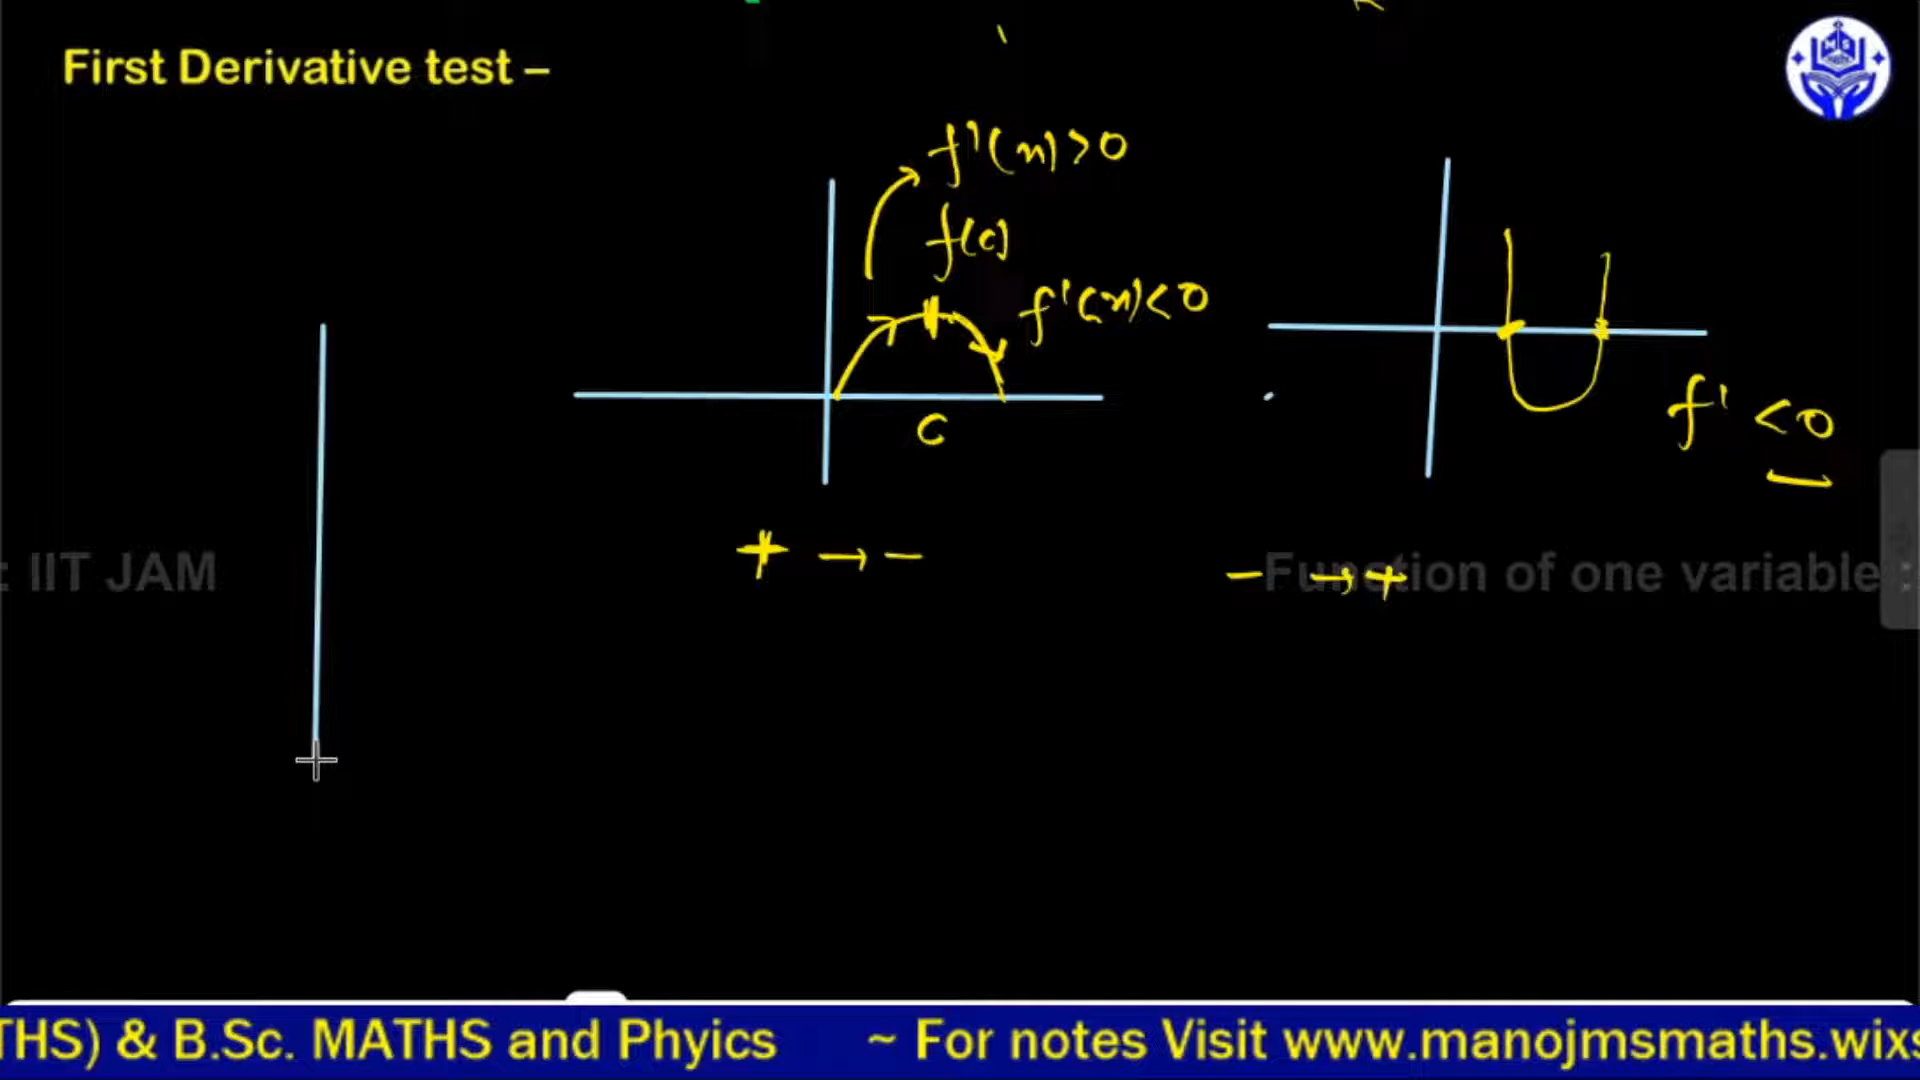 First Derivative test –
f'(x)>0
f(c)
f'(x)<0
c
f' <0
+ → –
– → +
: IIT JAM
Function of one variable :
THS) & B.Sc. MATHS and Phyics ~ For notes Visit www.manojmsmaths.wixs